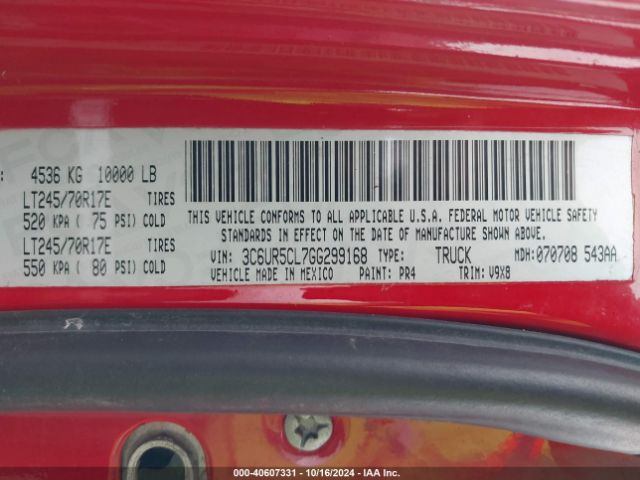 : 4536 KG 10000 LB
LT245/70R17E TIRES
520 KPA ( 75 PSI) COLD
LT245/70R17E TIRES
550 KPA ( 80 PSI) COLD
THIS VEHICLE CONFORMS TO ALL APPLICABLE U.S.A. FEDERAL MOTOR VEHICLE SAFETY
STANDARDS IN EFFECT ON THE DATE OF MANUFACTURE SHOWN ABOVE.
VIN: 3C6UR5CL7GG299168 TYPE: TRUCK MDH: 070708 543AA
VEHICLE MADE IN MEXICO PAINT: PR4 TRIM: V9X8
000-40607331 - 10/16/2024 - IAA Inc.